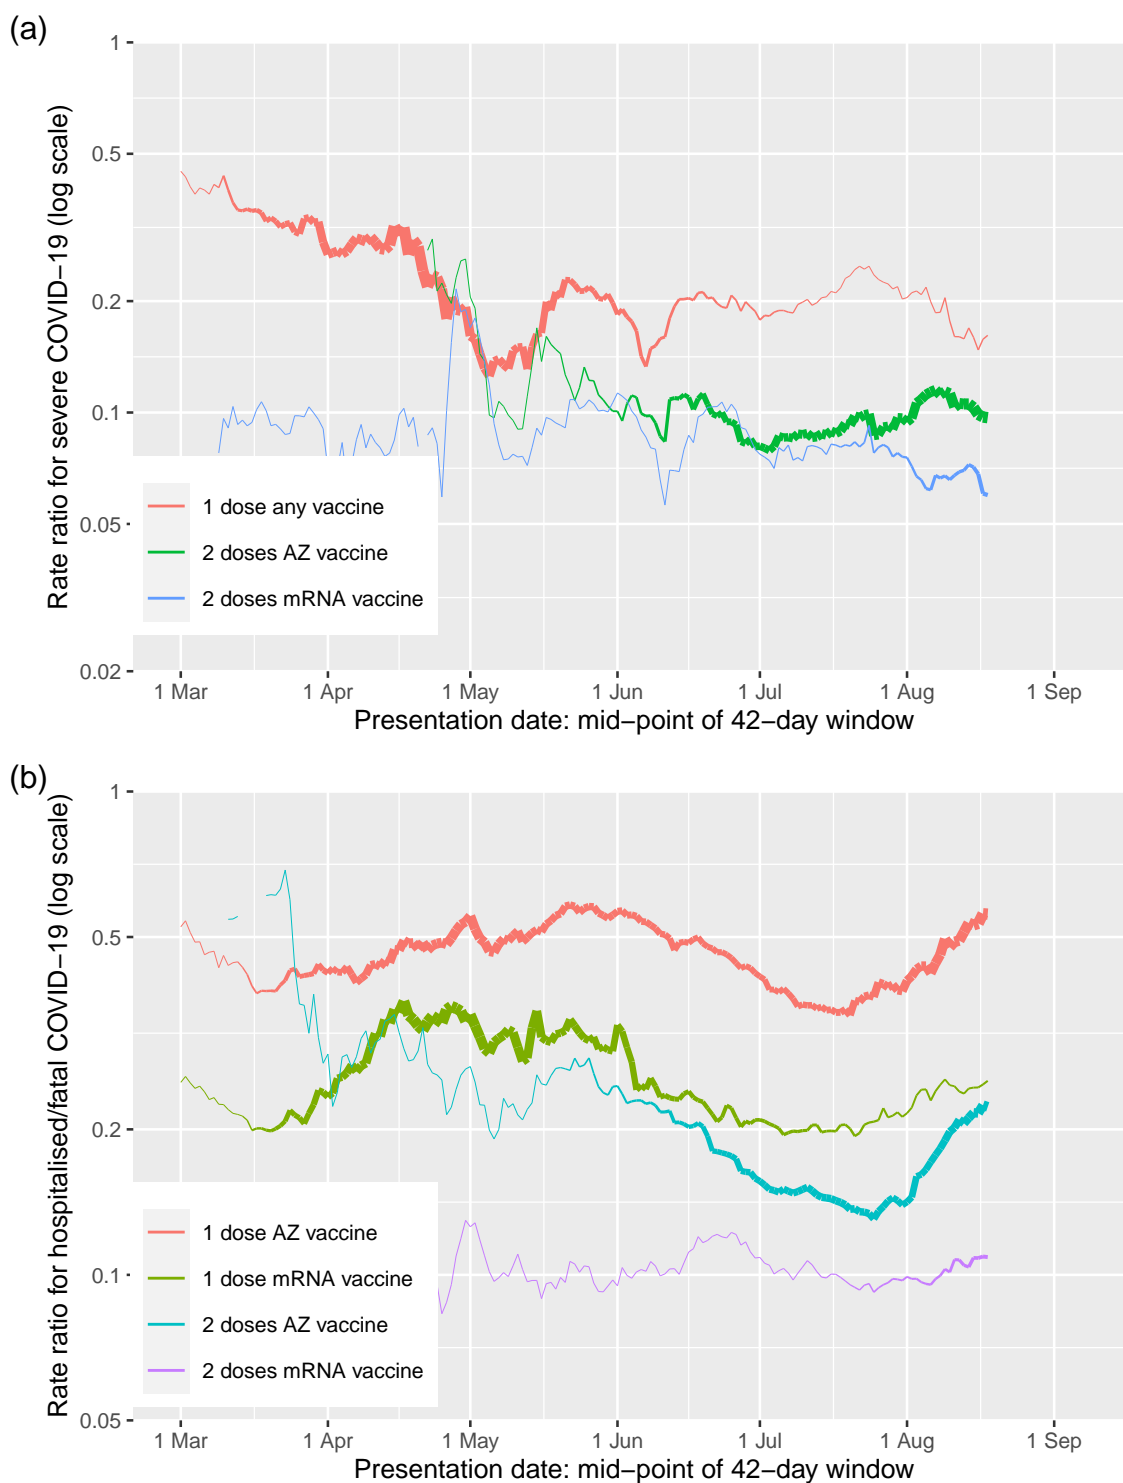 (a)
Rate ratio for severe COVID−19 (log scale)
1
0.5
0.2
0.1
0.05
0.02
1 dose any vaccine
2 doses AZ vaccine
2 doses mRNA vaccine
1 Mar 1 Apr 1 May 1 Jun 1 Jul 1 Aug 1 Sep
Presentation date: mid−point of 42−day window
(b)
Rate ratio for hospitalised/fatal COVID−19 (log scale)
1
0.5
0.2
0.1
0.05
1 dose AZ vaccine
1 dose mRNA vaccine
2 doses AZ vaccine
2 doses mRNA vaccine
1 Mar 1 Apr 1 May 1 Jun 1 Jul 1 Aug 1 Sep
Presentation date: mid−point of 42−day window